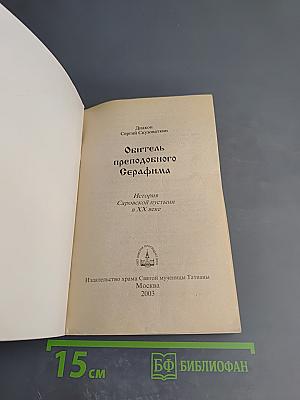 Диакон
Сергий Скузоваткин
Обитель
преподобного
Серафима
История
Саровской пустыни
в XX веке
Издательство храма Святой мученицы Татианы
Москва
2003
15 см
БФ БИБЛИОФАН